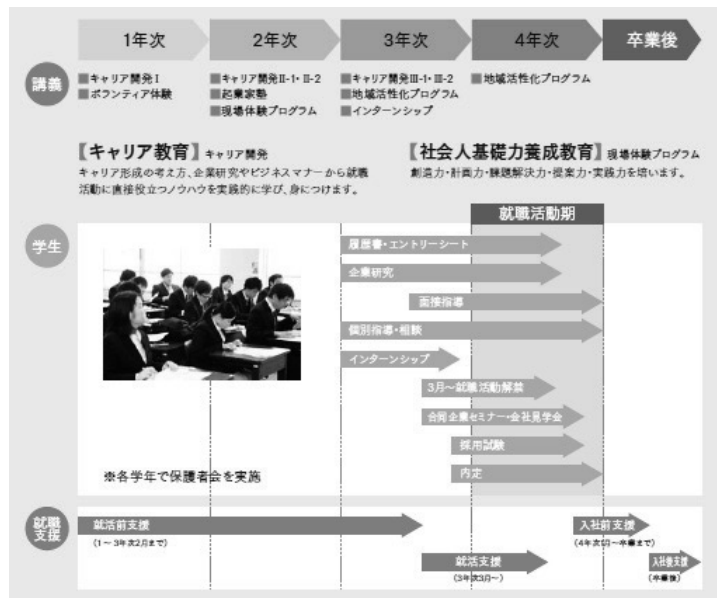 1年次 2年次 3年次 4年次 卒業後
講義
■キャリア開発Ⅰ
■ボランティア体験
■キャリア開発Ⅱ-1・Ⅱ-2
■起業家塾
■現場体験プログラム
■キャリア開発Ⅲ-1・Ⅲ-2
■地域活性化プログラム
■インターンシップ
■地域活性化プログラム
【キャリア教育】キャリア開発
キャリア形成の考え方、企業研究やビジネスマナーから就職
活動に直接役立つノウハウを実践的に学び、身につけます。
【社会人基礎力養成教育】現場体験プログラム
創造力・計画力・課題解決力・提案力・実践力を培います。
就職活動期
学生
履歴書・エントリーシート
企業研究
面接指導
個別指導・相談
インターンシップ
3月〜就職活動解禁
合同企業セミナー・会社見学会
採用試験
内定
※各学年で保護者会を実施
就職
支援
就活前支援
(1〜3年次2月まで)
就活支援
(3年次3月〜)
入社前支援
(4年次 月〜卒業まで)
入社後支援
(卒業後)